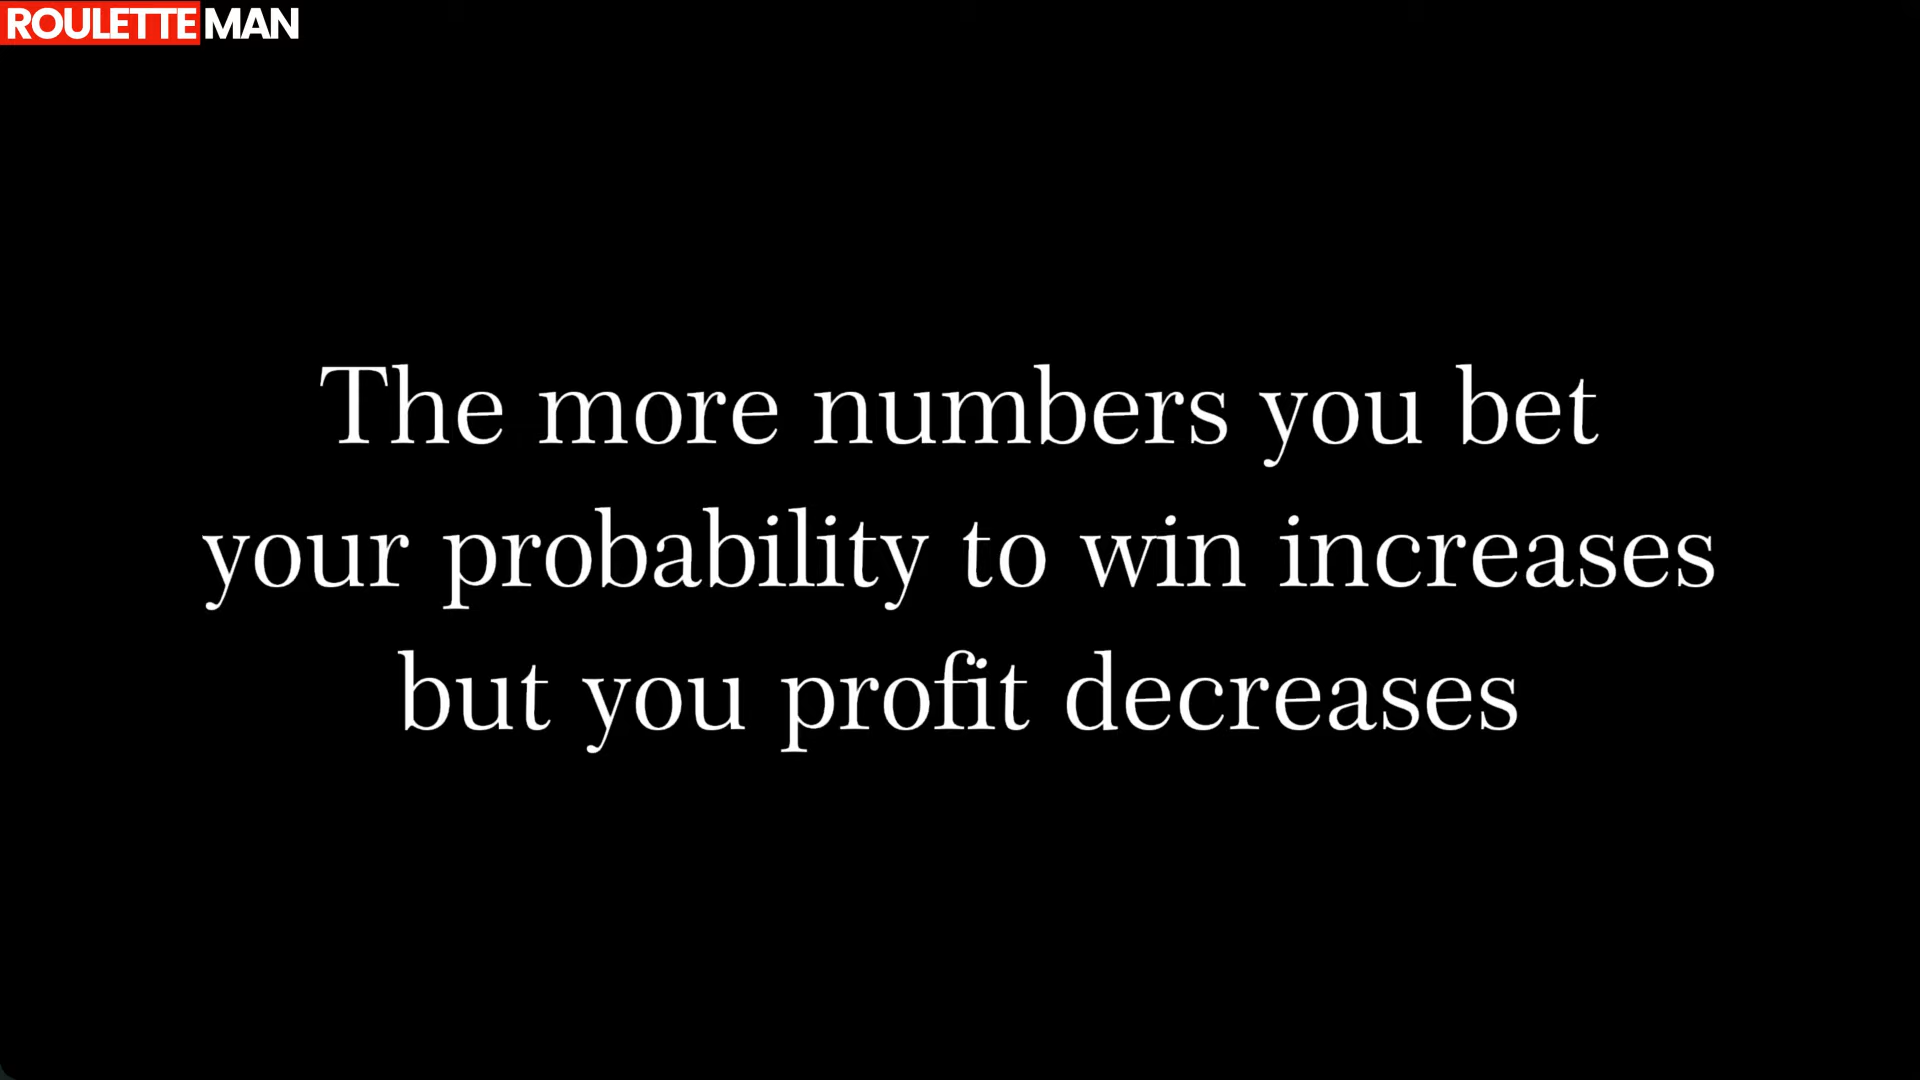 ROULETTE MAN
The more numbers you bet
your probability to win increases
but you profit decreases